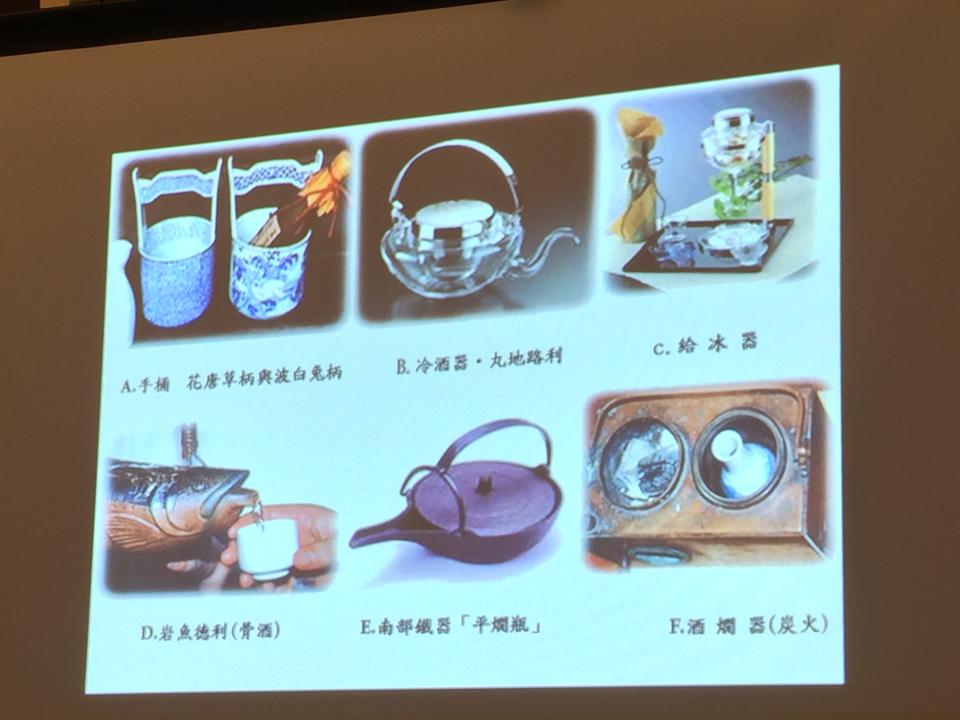 A.手桶 花唐草柄與波白兔柄
B.冷酒器・丸地路利
C.給冰器
D.岩魚德利(骨酒)
E.南部鐵器「平燗瓶」
F.酒燗器(炭火)